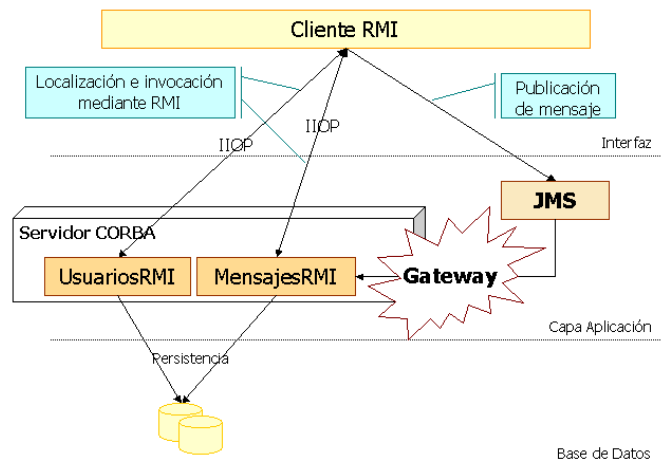 Cliente RMI
Localización e invocación
mediante RMI
Publicación
de mensaje
IIOP
IIOP
Interfaz
JMS
Servidor CORBA
UsuariosRMI
MensajesRMI
Gateway
Capa Aplicación
Persistencia
Base de Datos